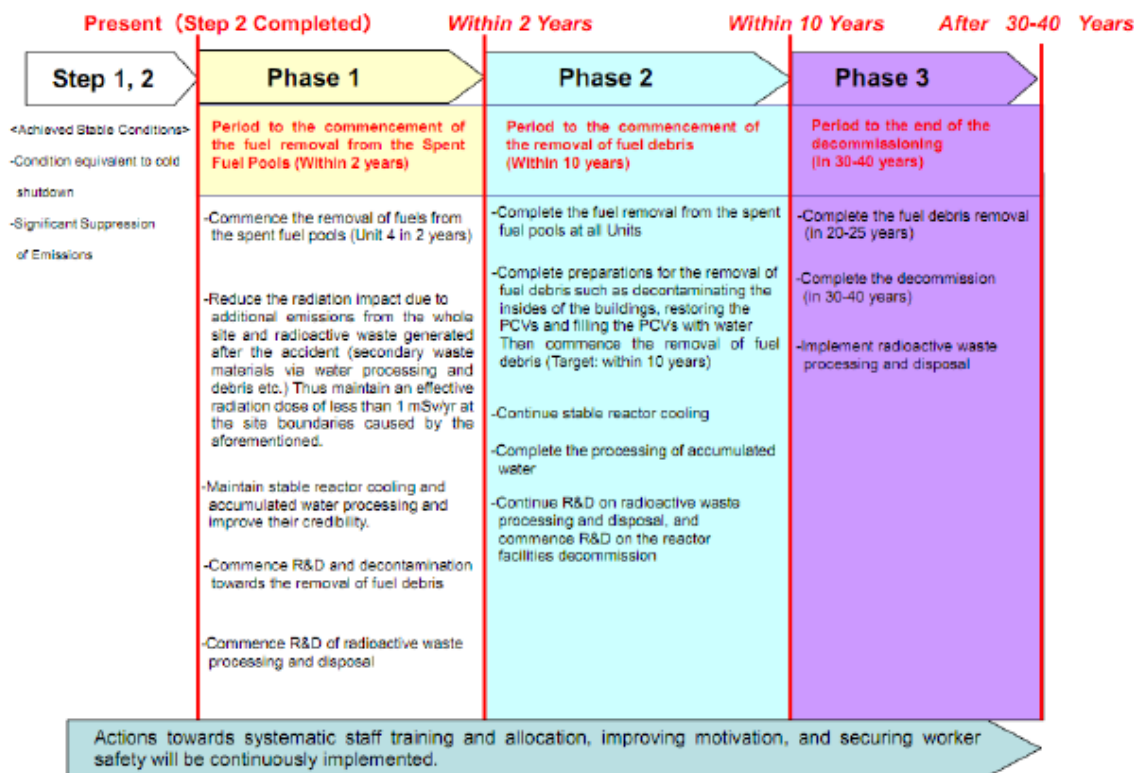 Present (Step 2 Completed)
Within 2 Years
Within 10 Years
After 30-40 Years
Step 1, 2
Phase 1
Phase 2
Phase 3
<Achieved Stable Conditions>
-Condition equivalent to cold
shutdown
-Significant Suppression
of Emissions
Period to the commencement of
the fuel removal from the Spent
Fuel Pools (Within 2 years)
-Commence the removal of fuels from
the spent fuel pools (Unit 4 in 2 years)
-Reduce the radiation impact due to
additional emissions from the whole
site and radioactive waste generated
after the accident (secondary waste
materials via water processing and
debris etc.) Thus maintain an effective
radiation dose of less than 1 mSv/yr at
the site boundaries caused by the
aforementioned.
-Maintain stable reactor cooling and
accumulated water processing and
improve their credibility.
-Commence R&D and decontamination
towards the removal of fuel debris
-Commence R&D of radioactive waste
processing and disposal
Period to the commencement of
the removal of fuel debris
(Within 10 years)
-Complete the fuel removal from the spent
fuel pools at all Units
-Complete preparations for the removal of
fuel debris such as decontaminating the
insides of the buildings, restoring the
PCVs and filling the PCVs with water
Then commence the removal of fuel
debris (Target: within 10 years)
-Continue stable reactor cooling
-Complete the processing of accumulated
water
-Continue R&D on radioactive waste
processing and disposal, and
commence R&D on the reactor
facilities decommission
Period to the end of the
decommissioning
(In 30-40 years)
-Complete the fuel debris removal
(in 20-25 years)
-Complete the decommission
(in 30-40 years)
-Implement radioactive waste
processing and disposal
Actions towards systematic staff training and allocation, improving motivation, and securing worker
safety will be continuously implemented.